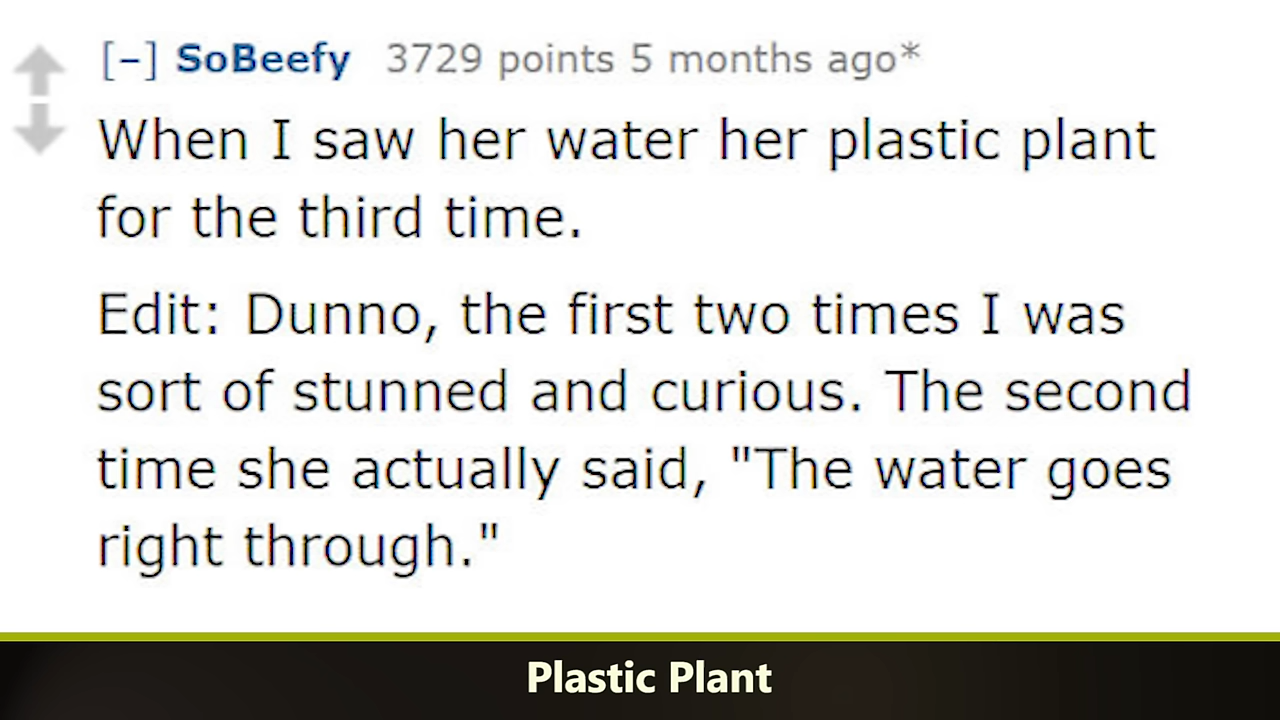 [–] SoBeefy 3729 points 5 months ago*
When I saw her water her plastic plant
for the third time.
Edit: Dunno, the first two times I was
sort of stunned and curious. The second
time she actually said, "The water goes
right through."
Plastic Plant